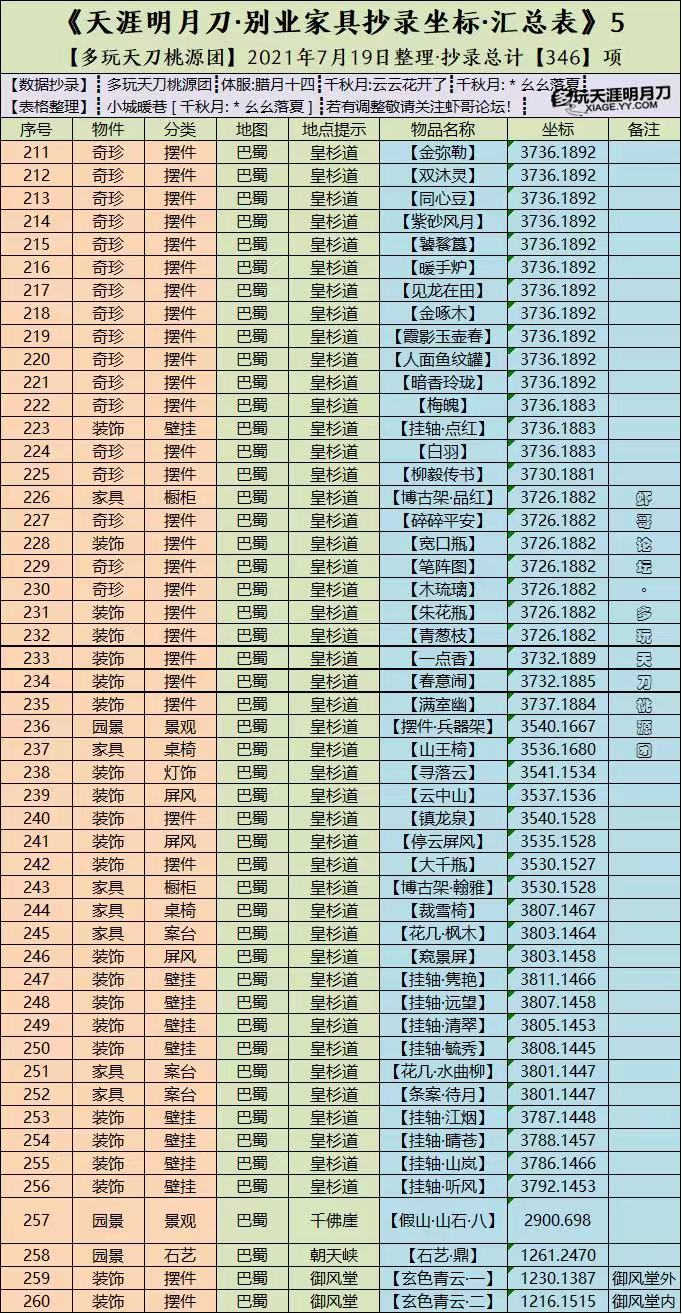 《天涯明月刀·别业家具抄录坐标·汇总表》5
【多玩天刀桃源团】2021年7月19日整理·抄录总计【346】项
【数据抄录】 多玩天刀桃源团 体服:腊月十四 千秋月:云云花开了 千秋月: * 幺幺落夏
【表格整理】 小城暖巷 [ 千秋月: * 幺幺落夏 ] 若有调整敬请关注虾哥论坛！
多玩天涯明月刀
XIAGE.YY.COM
序号 物件 分类 地图 地点提示 物品名称 坐标 备注
211 奇珍 摆件 巴蜀 皇杉道 【金弥勒】 3736.1892
212 奇珍 摆件 巴蜀 皇杉道 【双沐灵】 3736.1892
213 奇珍 摆件 巴蜀 皇杉道 【同心豆】 3736.1892
214 奇珍 摆件 巴蜀 皇杉道 【紫砂风月】 3736.1892
215 奇珍 摆件 巴蜀 皇杉道 【饕餮簋】 3736.1892
216 奇珍 摆件 巴蜀 皇杉道 【暖手炉】 3736.1892
217 奇珍 摆件 巴蜀 皇杉道 【见龙在田】 3736.1892
218 奇珍 摆件 巴蜀 皇杉道 【金啄木】 3736.1892
219 奇珍 摆件 巴蜀 皇杉道 【霞影玉壶春】 3736.1892
220 奇珍 摆件 巴蜀 皇杉道 【人面鱼纹罐】 3736.1892
221 奇珍 摆件 巴蜀 皇杉道 【暗香玲珑】 3736.1892
222 奇珍 摆件 巴蜀 皇杉道 【梅魄】 3736.1883
223 装饰 壁挂 巴蜀 皇杉道 【挂轴·点红】 3736.1883
224 奇珍 摆件 巴蜀 皇杉道 【白羽】 3736.1883
225 奇珍 摆件 巴蜀 皇杉道 【柳毅传书】 3730.1881
226 家具 橱柜 巴蜀 皇杉道 【博古架·品红】 3726.1882 虾
227 奇珍 摆件 巴蜀 皇杉道 【碎碎平安】 3726.1882 哥
228 装饰 摆件 巴蜀 皇杉道 【宽口瓶】 3726.1882 论
229 奇珍 摆件 巴蜀 皇杉道 【笔阵图】 3726.1882 坛
230 奇珍 摆件 巴蜀 皇杉道 【木琉璃】 3726.1882 ·
231 装饰 摆件 巴蜀 皇杉道 【朱花瓶】 3726.1882 多
232 装饰 摆件 巴蜀 皇杉道 【青葱枝】 3726.1882 玩
233 装饰 摆件 巴蜀 皇杉道 【一点香】 3732.1889 天
234 装饰 摆件 巴蜀 皇杉道 【春意闹】 3732.1885 刀
235 装饰 摆件 巴蜀 皇杉道 【满室幽】 3737.1884 桃
236 园景 景观 巴蜀 皇杉道 【摆件·兵器架】 3540.1667 源
237 家具 桌椅 巴蜀 皇杉道 【山王椅】 3536.1680 团
238 装饰 灯饰 巴蜀 皇杉道 【寻落云】 3541.1534
239 装饰 屏风 巴蜀 皇杉道 【云中山】 3537.1536
240 装饰 摆件 巴蜀 皇杉道 【镇龙泉】 3540.1528
241 装饰 屏风 巴蜀 皇杉道 【停云屏风】 3535.1528
242 装饰 摆件 巴蜀 皇杉道 【大千瓶】 3530.1527
243 家具 橱柜 巴蜀 皇杉道 【博古架·翰雅】 3530.1528
244 家具 桌椅 巴蜀 皇杉道 【裁雪椅】 3807.1467
245 家具 案台 巴蜀 皇杉道 【花几·枫木】 3803.1464
246 装饰 屏风 巴蜀 皇杉道 【窥景屏】 3803.1458
247 装饰 壁挂 巴蜀 皇杉道 【挂轴·隽艳】 3811.1466
248 装饰 壁挂 巴蜀 皇杉道 【挂轴·远望】 3807.1458
249 装饰 壁挂 巴蜀 皇杉道 【挂轴·清翠】 3805.1453
250 装饰 壁挂 巴蜀 皇杉道 【挂轴·毓秀】 3808.1445
251 家具 案台 巴蜀 皇杉道 【花几·水曲柳】 3801.1447
252 家具 案台 巴蜀 皇杉道 【条案·待月】 3801.1447
253 装饰 壁挂 巴蜀 皇杉道 【挂轴·江烟】 3787.1448
254 装饰 壁挂 巴蜀 皇杉道 【挂轴·晴苍】 3788.1457
255 装饰 壁挂 巴蜀 皇杉道 【挂轴·山岚】 3786.1466
256 装饰 壁挂 巴蜀 皇杉道 【挂轴·听风】 3792.1453
257 园景 景观 巴蜀 千佛崖 【假山·山石·八】 2900.698
258 园景 石艺 巴蜀 朝天峡 【石艺·鼎】 1261.2470
259 装饰 摆件 巴蜀 御风堂 【玄色青云·一】 1230.1387 御风堂外
260 装饰 摆件 巴蜀 御风堂 【玄色青云·二】 1216.1515 御风堂内